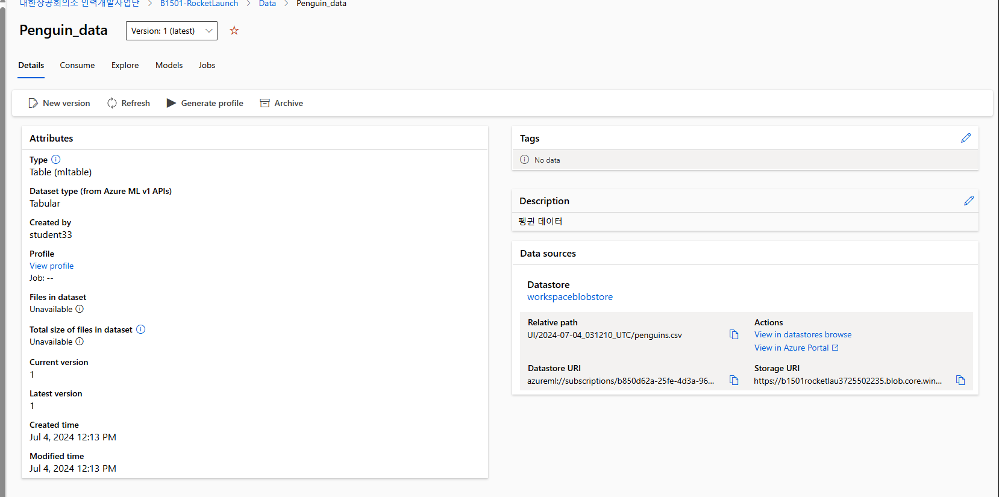 대한상공회의소 인력개발사업단 > B1501-RocketLaunch > Data > Penguin_data
Penguin_data Version: 1 (latest)
Details Consume Explore Models Jobs
New version Refresh Generate profile Archive
Attributes
Type
Table (mltable)
Dataset type (from Azure ML v1 APIs)
Tabular
Created by
student33
Profile
View profile
Job: --
Files in dataset
Unavailable
Total size of files in dataset
Unavailable
Current version
1
Latest version
1
Created time
Jul 4, 2024 12:13 PM
Modified time
Jul 4, 2024 12:13 PM
Tags
No data
Description
펭귄 데이터
Data sources
Datastore
workspaceblobstore
Relative path
UI/2024-07-04_031210_UTC/penguins.csv
Actions
View in datastores browse
View in Azure Portal
Datastore URI
azureml://subscriptions/b850d62a-25fe-4d3a-96...
Storage URI
https://b1501rocketlau3725502235.blob.core.win...